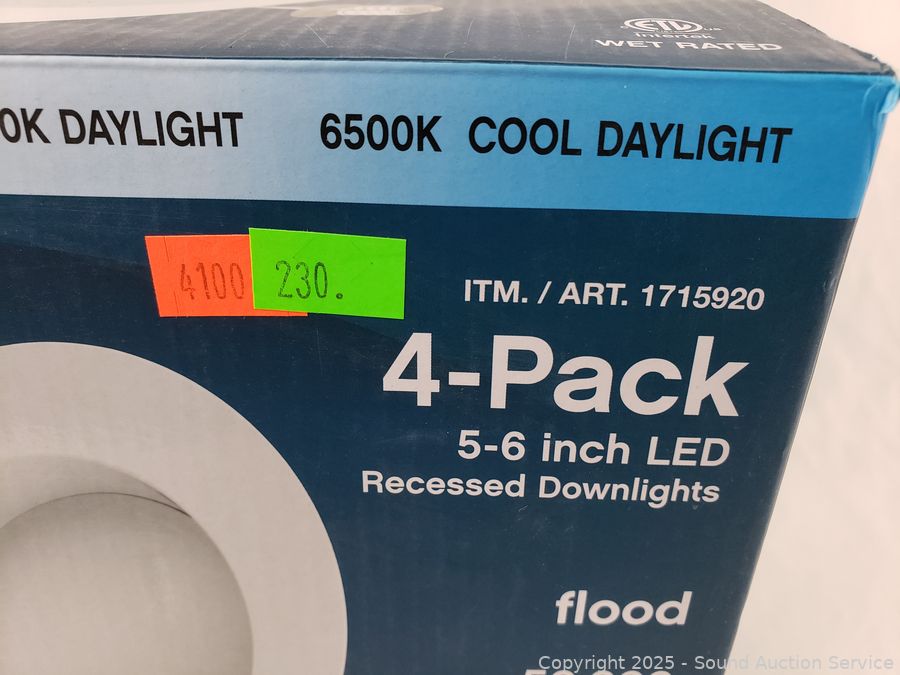 ETL
Intertek
WET RATED
0K DAYLIGHT
6500K COOL DAYLIGHT
4100
230.
ITM. / ART. 1715920
4-Pack
5-6 inch LED
Recessed Downlights
flood
Copyright 2025 - Sound Auction Service